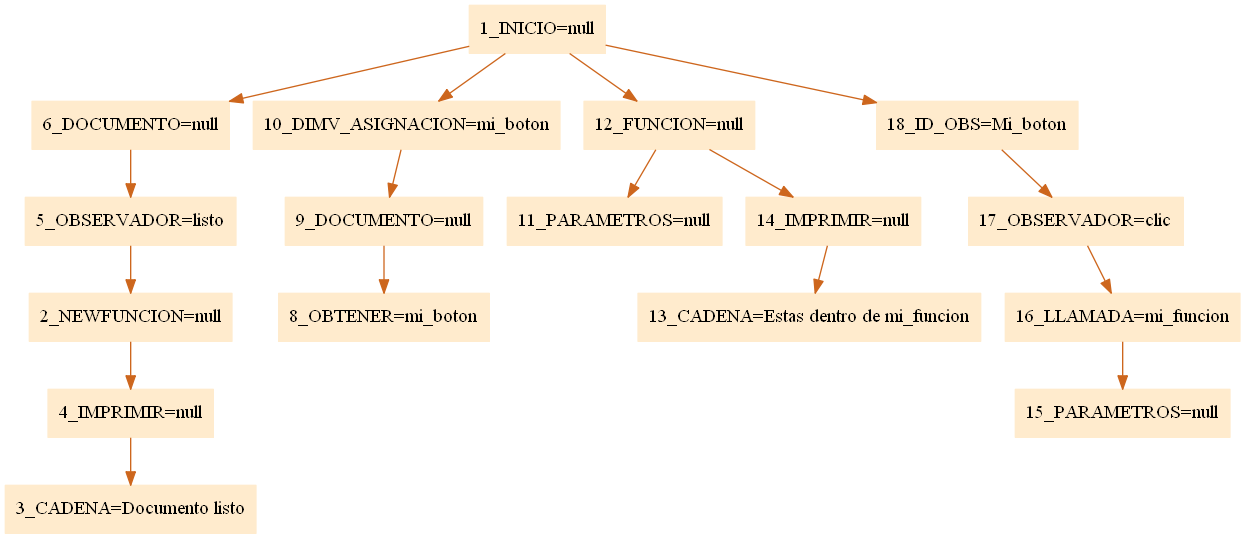 1_INICIO=null
6_DOCUMENTO=null
10_DIMV_ASIGNACION=mi_boton
12_FUNCION=null
18_ID_OBS=Mi_boton
5_OBSERVADOR=listo
9_DOCUMENTO=null
11_PARAMETROS=null
14_IMPRIMIR=null
17_OBSERVADOR=clic
2_NEWFUNCION=null
8_OBTENER=mi_boton
13_CADENA=Estas dentro de mi_funcion
16_LLAMADA=mi_funcion
4_IMPRIMIR=null
15_PARAMETROS=null
3_CADENA=Documento listo